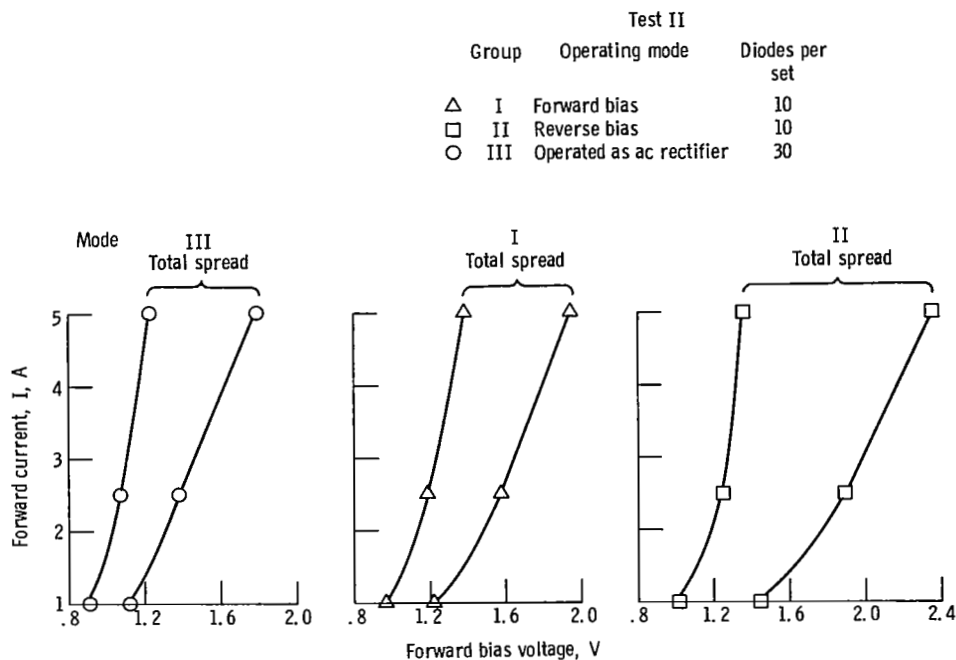 Test II
Group Operating mode Diodes per set
△ I Forward bias 10
□ II Reverse bias 10
○ III Operated as ac rectifier 30
Mode
III
Total spread
I
Total spread
II
Total spread
Forward current, I, A
5
4
3
2
1
.8 1.2 1.6 2.0
.8 1.2 1.6 2.0
.8 1.2 1.6 2.0 2.4
Forward bias voltage, V